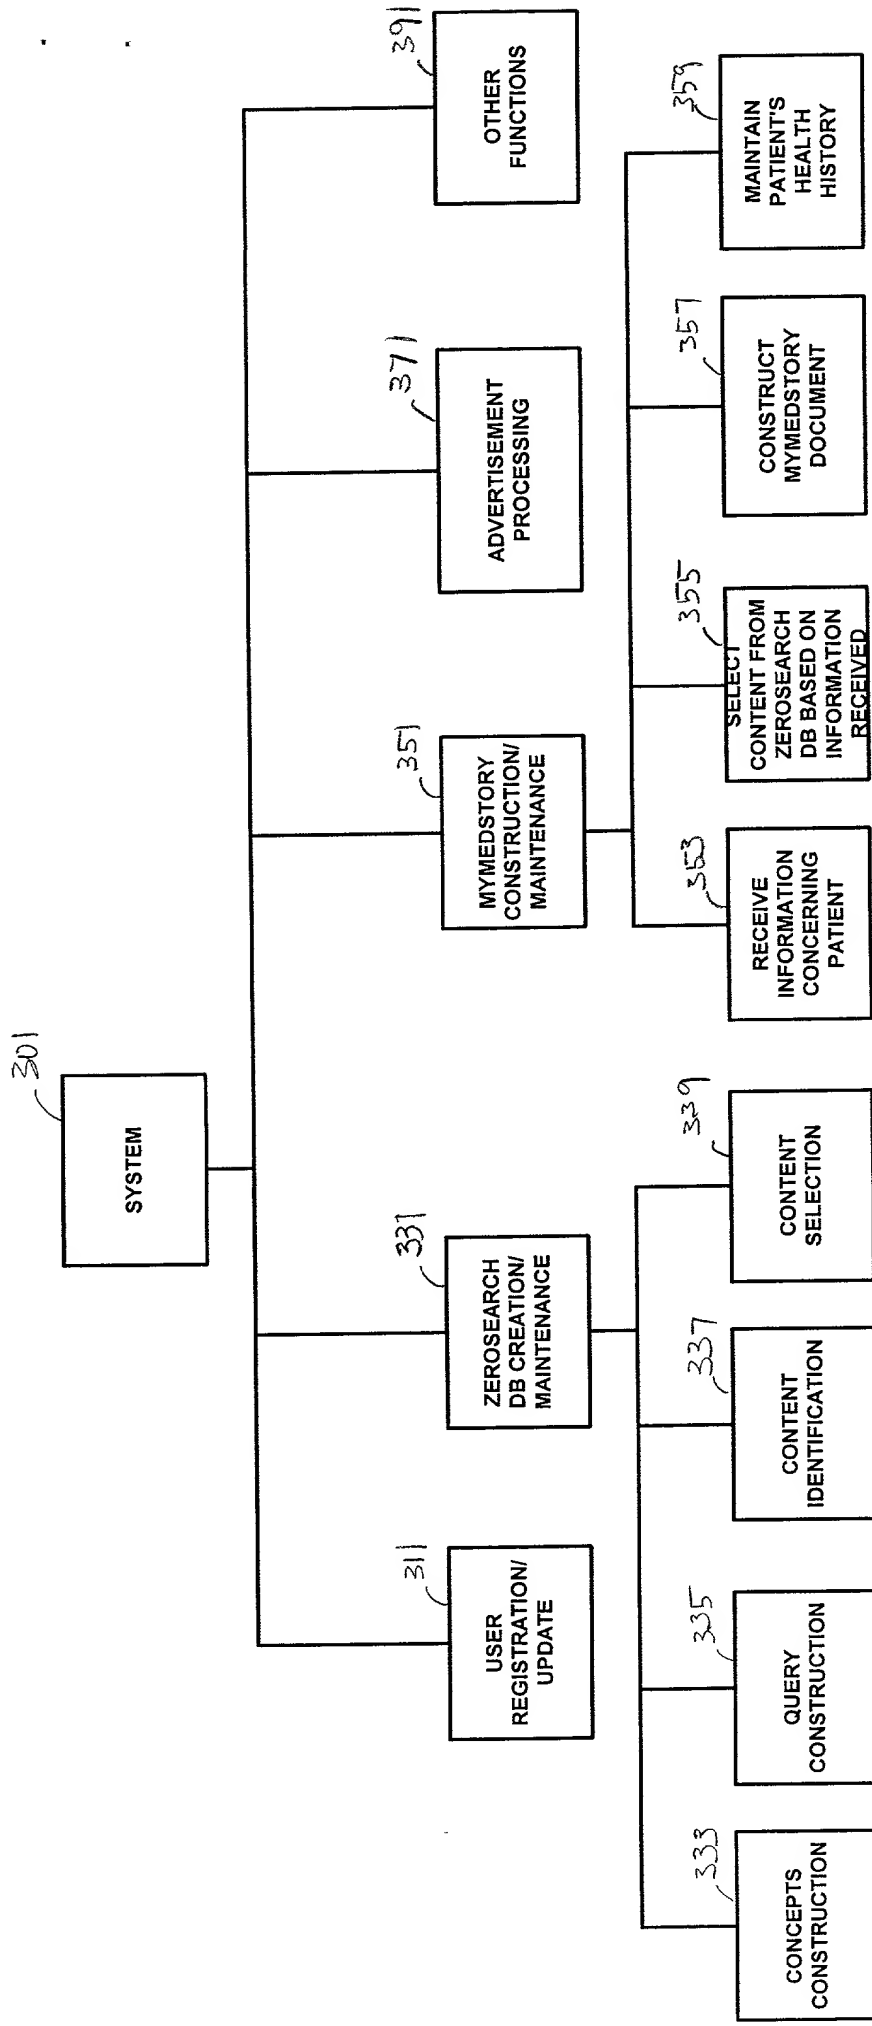 301
SYSTEM
311
USER
REGISTRATION/
UPDATE
331
ZEROSEARCH
DB CREATION/
MAINTENANCE
351
MYMEDSTORY
CONSTRUCTION/
MAINTENANCE
371
ADVERTISEMENT
PROCESSING
391
OTHER
FUNCTIONS
333
CONCEPTS
CONSTRUCTION
335
QUERY
CONSTRUCTION
337
CONTENT
IDENTIFICATION
339
CONTENT
SELECTION
353
RECEIVE
INFORMATION
CONCERNING
PATIENT
355
SELECT
CONTENT FROM
ZEROSEARCH
DB BASED ON
INFORMATION
RECEIVED
357
CONSTRUCT
MYMEDSTORY
DOCUMENT
359
MAINTAIN
PATIENT'S
HEALTH
HISTORY